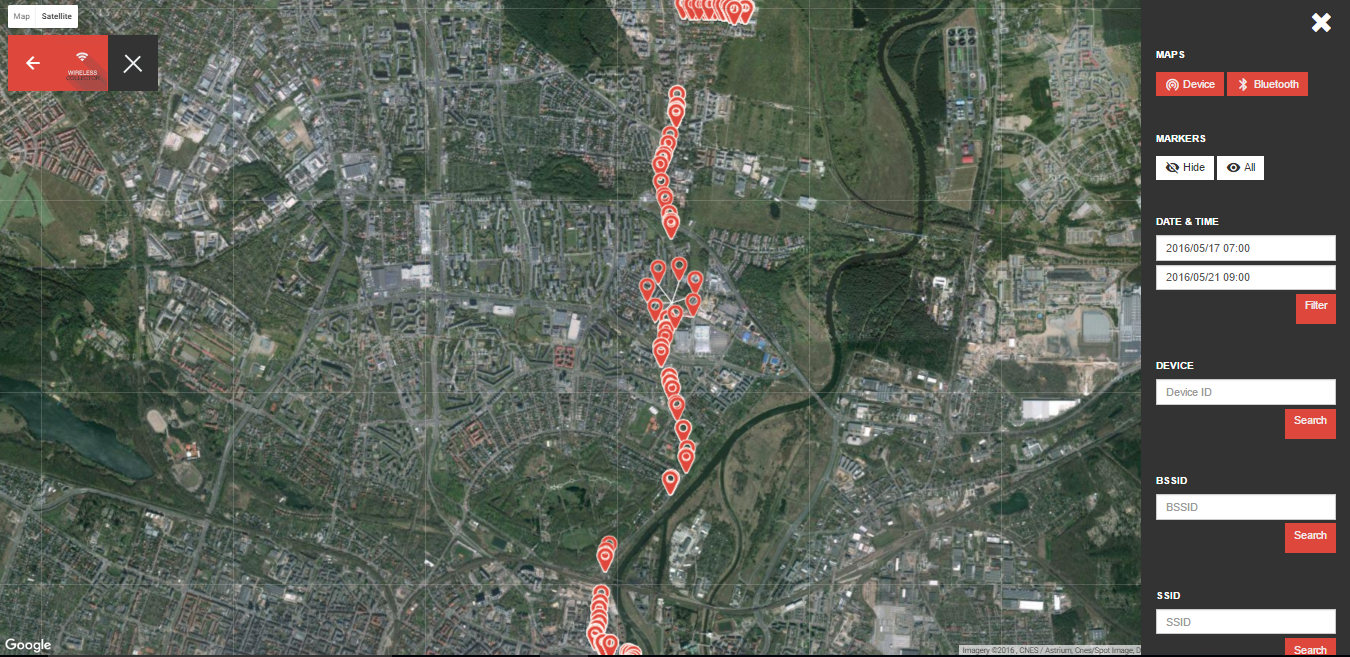 Map Satellite
WIRELESS
COLLECTOR
MAPS
Device Bluetooth
MARKERS
Hide All
DATE & TIME
2016/05/17 07:00
2016/05/21 09:00
Filter
DEVICE
Device ID
Search
BSSID
BSSID
Search
SSID
SSID
Search
Google
Imagery ©2016 , CNES / Astrium, Cnes/Spot Image, D